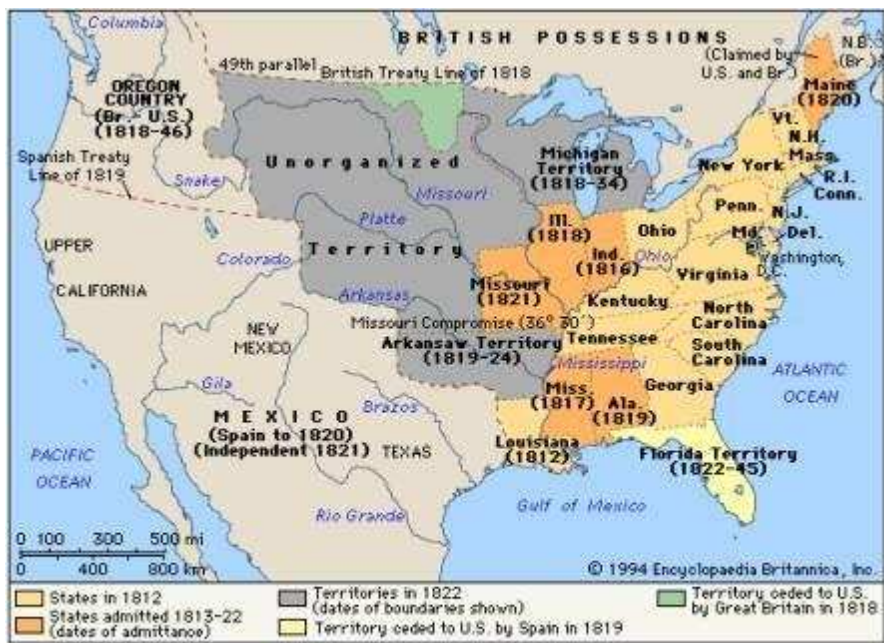 Columbia
BRITISH POSSESSIONS
N.B.
(Br.)
(Claimed by
U.S. and Br.)
49th parallel
British Treaty Line of 1818
OREGON
COUNTRY
(Br. - U.S.)
(1818-46)
Maine
(1820)
Vt.
N.H.
Mass.
New York
R.I.
Conn.
Unorganized
Michigan
Territory
(1818-34)
Spanish Treaty
Line of 1819
Snake
Missouri
Penn.
N.J.
Platte
Ill.
(1818)
Ohio
Md.
Del.
UPPER
CALIFORNIA
Territory
Colorado
Ind.
(1816)
Ohio
Washington,
D.C.
Missouri
(1821)
Virginia
Arkansas
Kentucky
Missouri Compromise (36° 30´)
North
Carolina
NEW
MEXICO
Arkansaw Territory
(1819-24)
Tennessee
South
Carolina
Mississippi
ATLANTIC
OCEAN
Gila
Miss.
(1817)
Ala.
(1819)
Georgia
Brazos
MEXICO
(Spain to 1820)
(Independent 1821)
TEXAS
Louisiana
(1812)
Florida Territory
(1822-45)
PACIFIC
OCEAN
Rio Grande
Gulf of Mexico
0 100 300 500 mi
0 400 800 km
© 1994 Encyclopaedia Britannica, Inc.
States in 1812
States admitted 1813-22
(dates of admittance)
Territories in 1822
(dates of boundaries shown)
Territory ceded to U.S. by Spain in 1819
Territory ceded to U.S.
by Great Britain in 1818